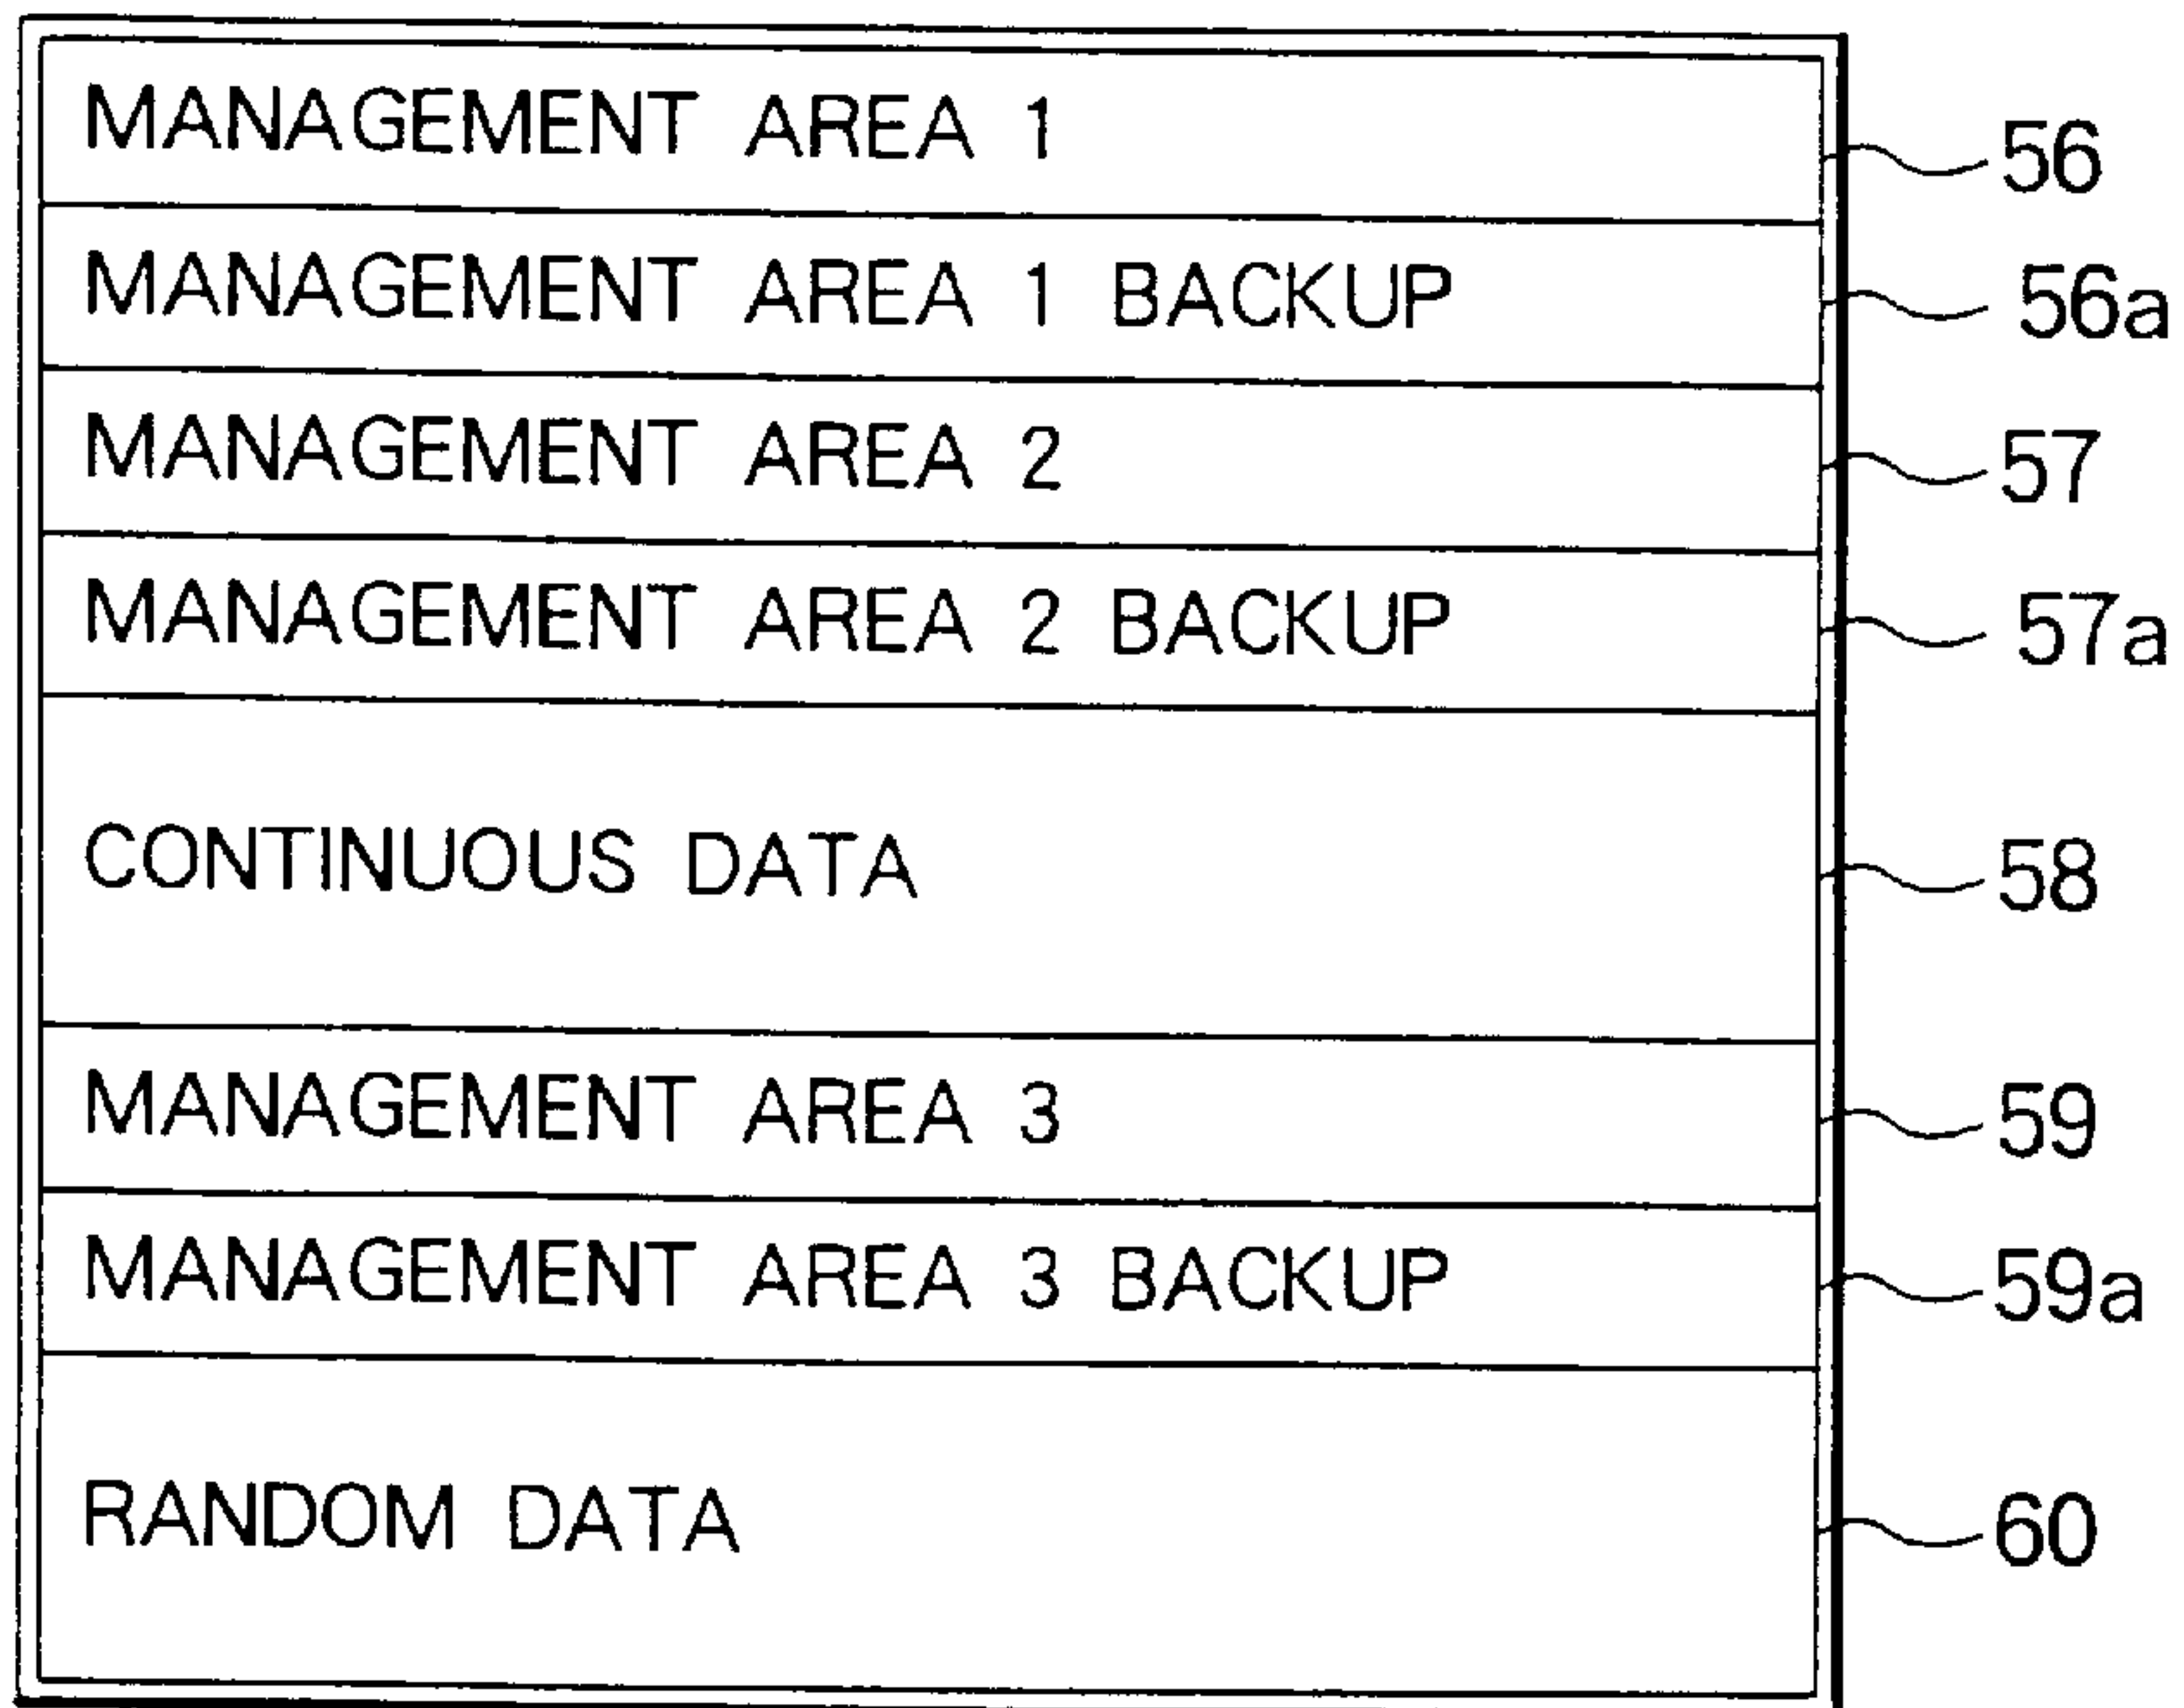 MANAGEMENT AREA 1 56
MANAGEMENT AREA 1 BACKUP 56a
MANAGEMENT AREA 2 57
MANAGEMENT AREA 2 BACKUP 57a
CONTINUOUS DATA 58
MANAGEMENT AREA 3 59
MANAGEMENT AREA 3 BACKUP 59a
RANDOM DATA 60